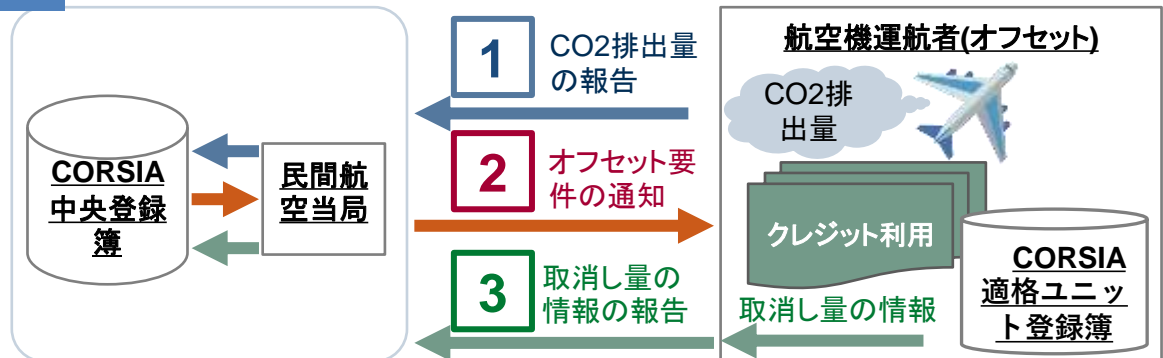 CORSIA
中央登録
簿
民間航
空当局
1
CO2排出量
の報告
2
オフセット要
件の通知
3
取消し量の
情報の報告
航空機運航者(オフセット)
CO2排
出量
クレジット利用
CORSIA
適格ユニッ
ト登録簿
取消し量の情報